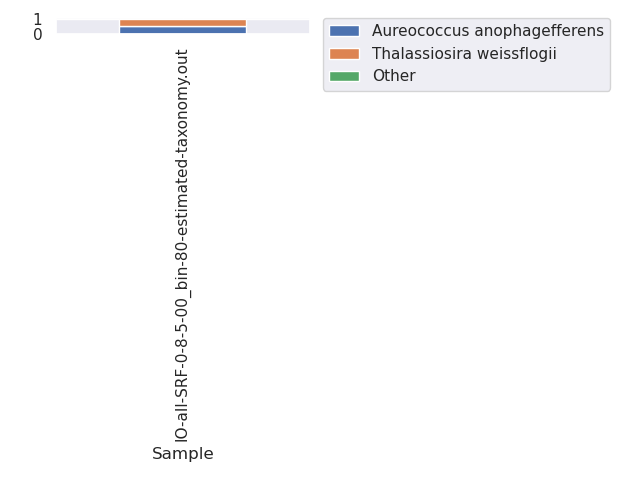 1
0
Aureococcus anophagefferens
Thalassiosira weissflogii
Other
IO-all-SRF-0-8-5-00_bin-80-estimated-taxonomy.out
Sample